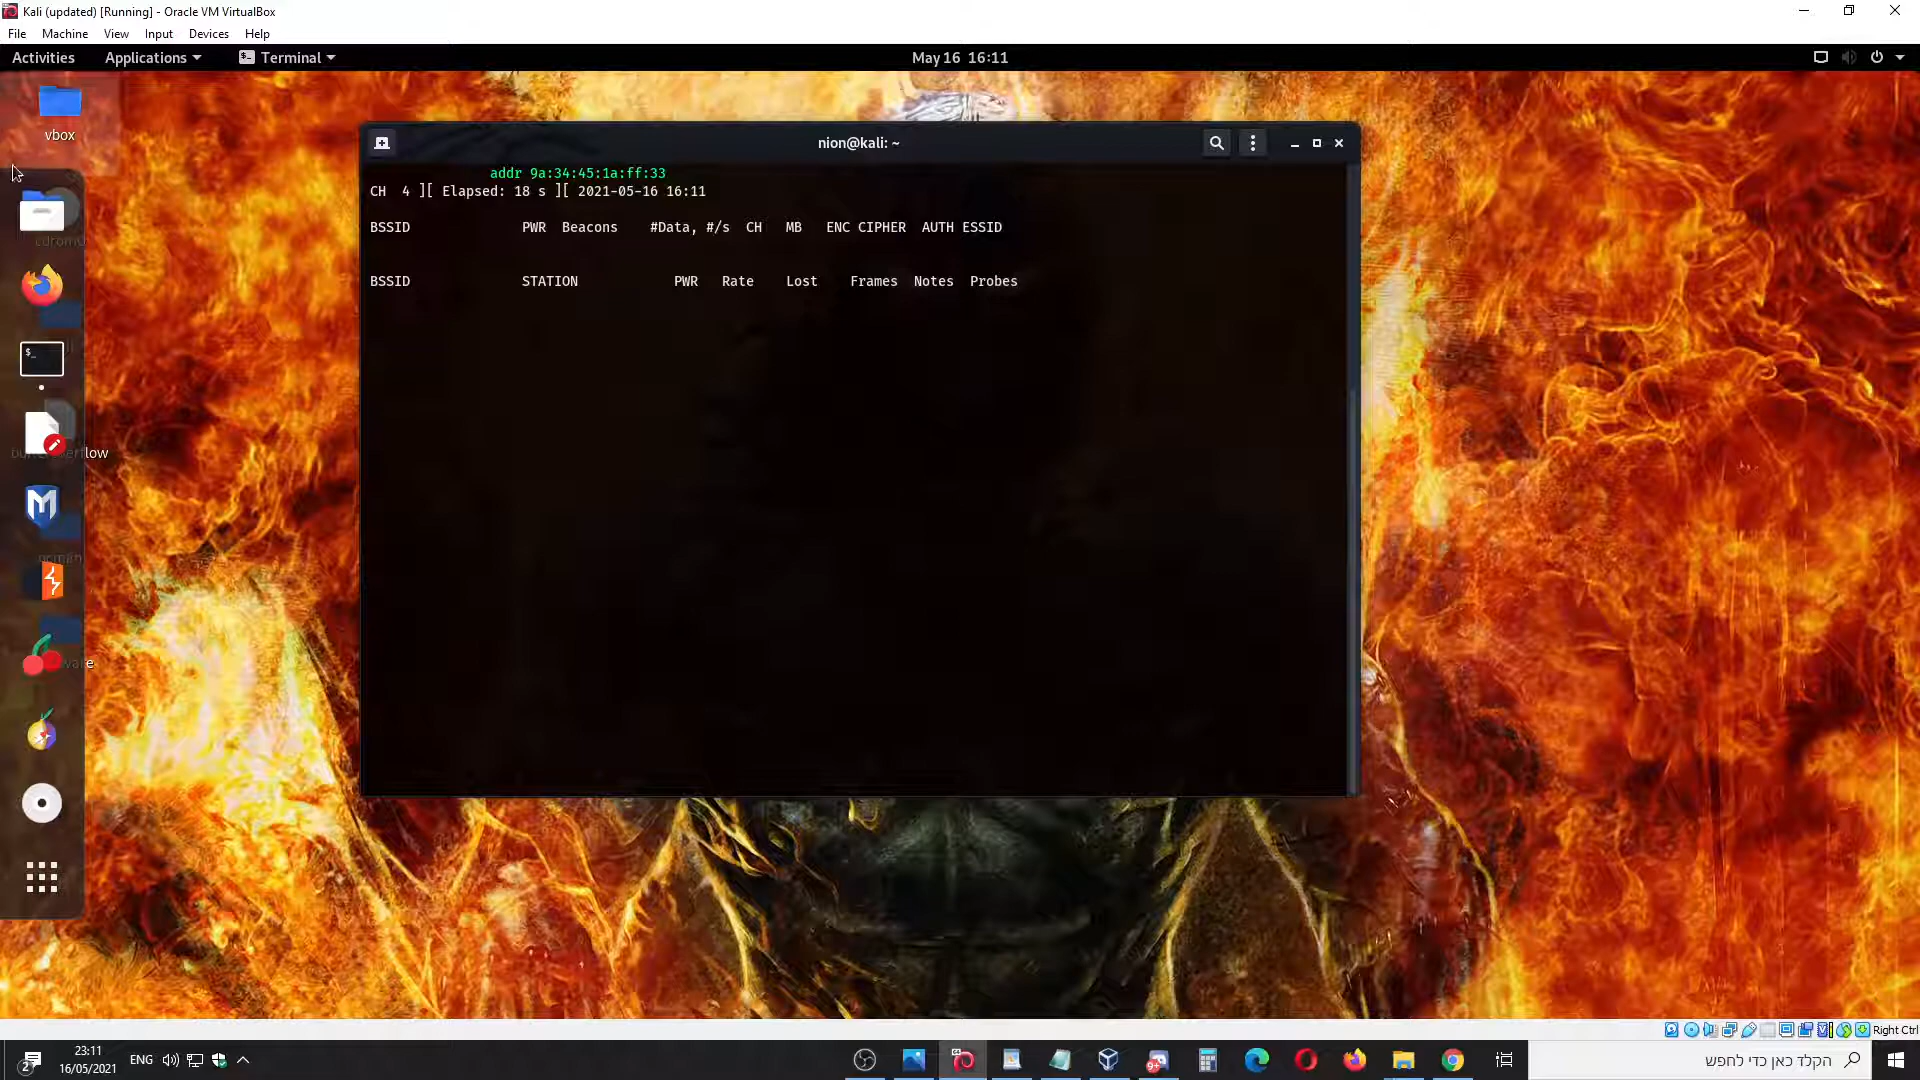 Kali (updated) [Running] - Oracle VM VirtualBox
File Machine View Input Devices Help
Activities Applications Terminal May 16 16:11
vbox
nion@kali: ~
addr 9a:34:45:1a:ff:33
CH 4 ][ Elapsed: 18 s ][ 2021-05-16 16:11
BSSID PWR Beacons #Data, #/s CH MB ENC CIPHER AUTH ESSID
BSSID STATION PWR Rate Lost Frames Notes Probes
$_
Right Ctrl
2
23:11
16/05/2021
ENG
9+
הקלד כאן כדי לחפש